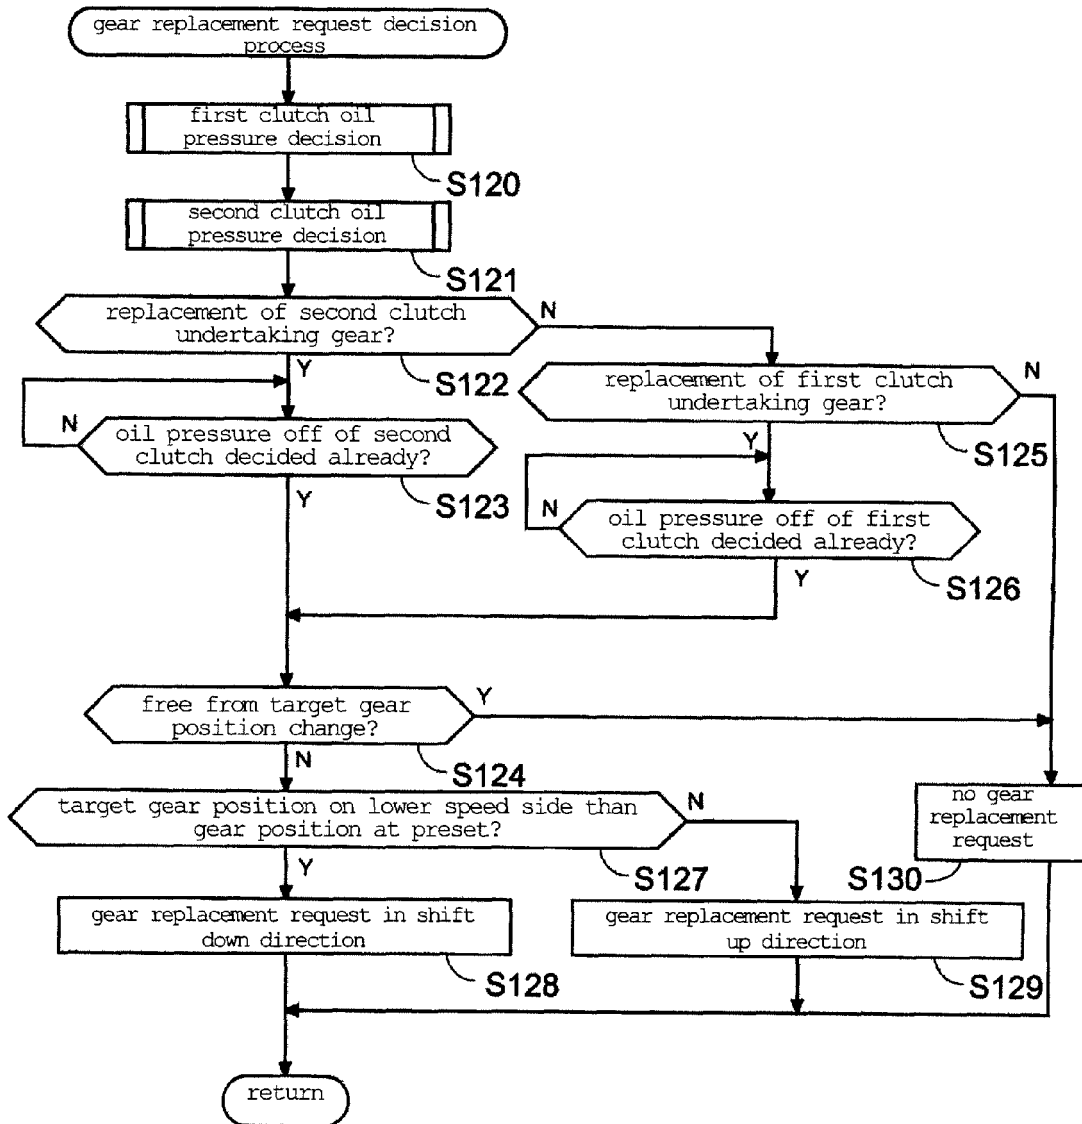 gear replacement request decision
process
first clutch oil
pressure decision
S120
second clutch oil
pressure decision
S121
replacement of second clutch
undertaking gear?
N
Y
S122
replacement of first clutch
undertaking gear?
N
Y
S125
oil pressure off of second
clutch decided already?
N
Y
S123
oil pressure off of first
clutch decided already?
N
Y
S126
free from target gear
position change?
Y
N
S124
target gear position on lower speed side than
gear position at preset?
N
Y
S127
no gear
replacement
request
S130
gear replacement request in shift
down direction
S128
gear replacement request in shift
up direction
S129
return